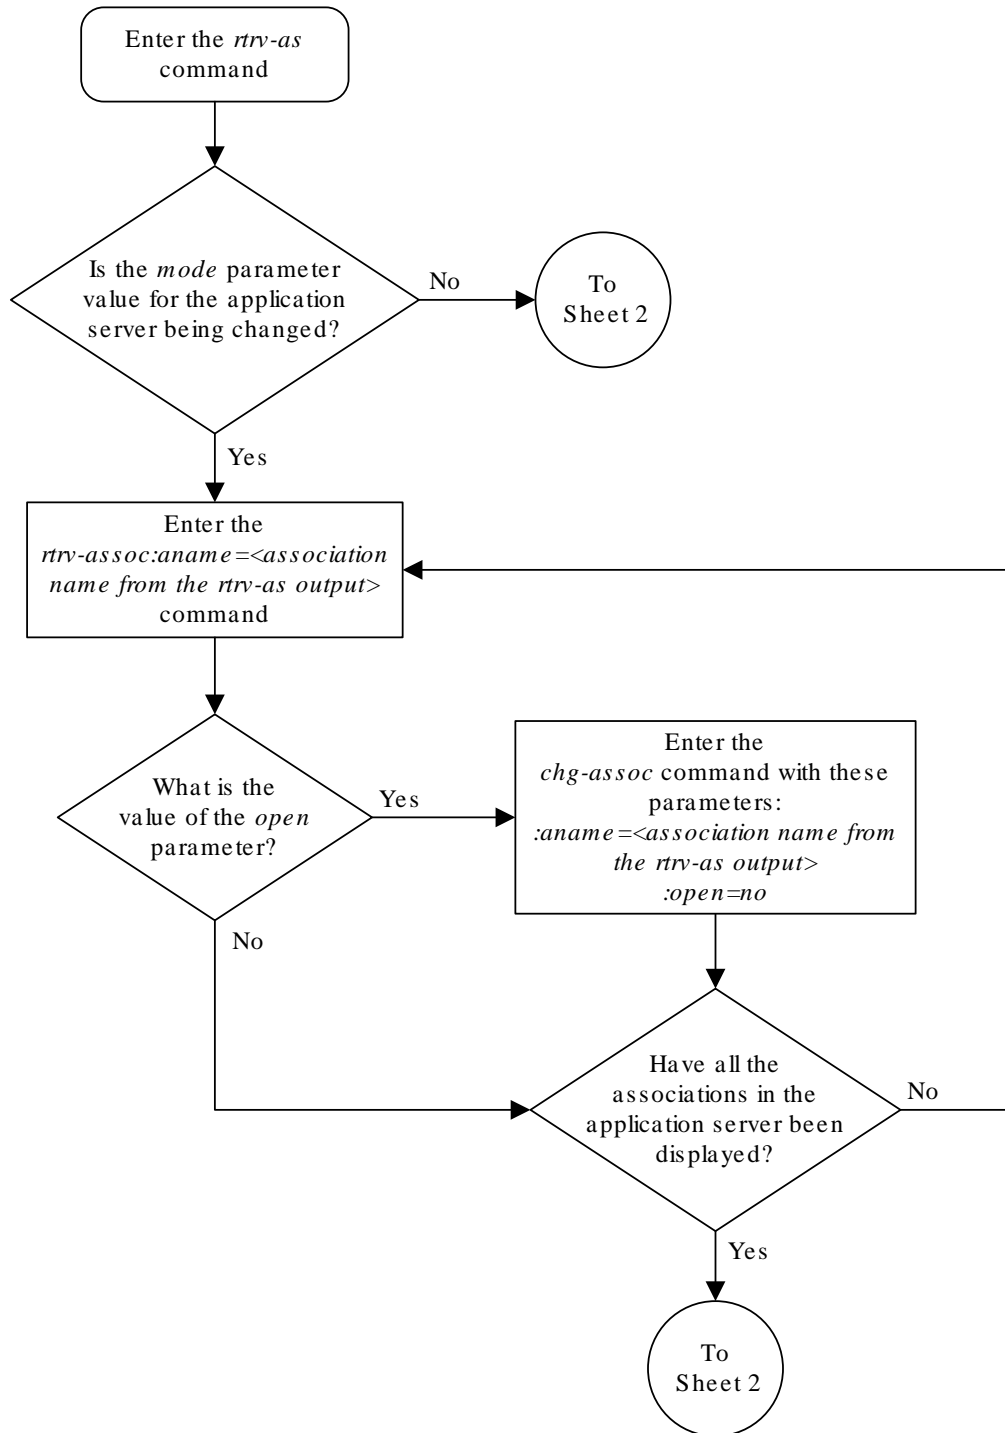 Enter the rtrv-as
command
Is the mode parameter
value for the application
server being changed?
No
To
Sheet 2
Yes
Enter the
rtrv-assoc:aname=<association
name from the rtrv-as output>
command
What is the
value of the open
parameter?
Yes
Enter the
chg-assoc command with these
parameters:
:aname=<association name from
the rtrv-as output>
:open=no
No
Have all the
associations in the
application server been
displayed?
No
Yes
To
Sheet 2